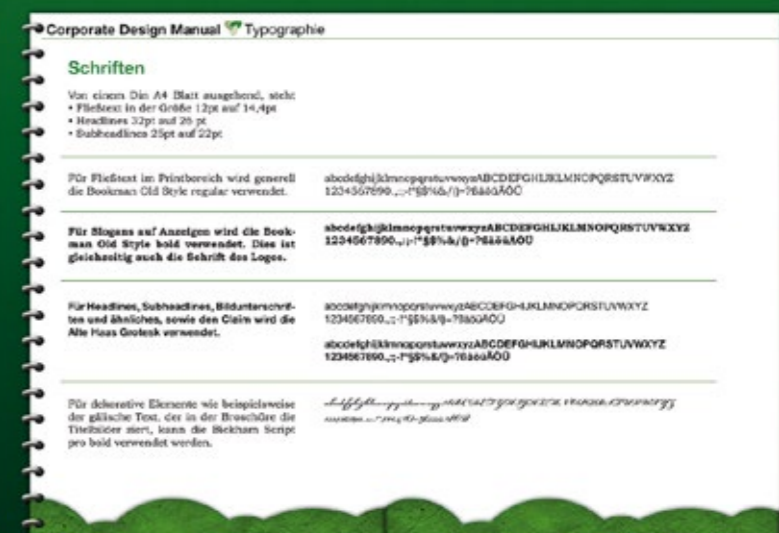 Corporate Design Manual Typographie
Schriften
Von einem Din A4 Blatt ausgehend, steht
• Fließtext in der Größe 12pt auf 14,4pt
• Headlines 32pt auf 26 pt
• Subheadlines 25pt auf 22pt
Für Fließtext im Printbereich wird generell
die Bookman Old Style regular verwendet.
abcdefghijklmnopqrstuvwxyzABCDEFGHIJKLMNOPQRSTUVWXYZ
Für Slogans auf Anzeigen wird die Book-
man Old Style bold verwendet. Dies ist
gleichzeitig auch die Schrift des Logos.
abcdefghijklmnopqrstuvwxyzABCDEFGHIJKLMNOPQRSTUVWXYZ
Für Headlines, Subheadlines, Bildunterschrif-
ten und ähnliches, sowie den Claim wird die
Alte Haas Grotesk verwendet.
abcdefghijklmnopqrstuvwxyzABCDEFGHIJKLMNOPQRSTUVWXYZ
abcdefghijklmnopqrstuvwxyzABCDEFGHIJKLMNOPQRSTUVWXYZ
Für dekorative Elemente wie beispielsweise
der gälische Text, der in der Broschüre die
Titelbilder ziert, kann die Bickham Script
pro bold verwendet werden.